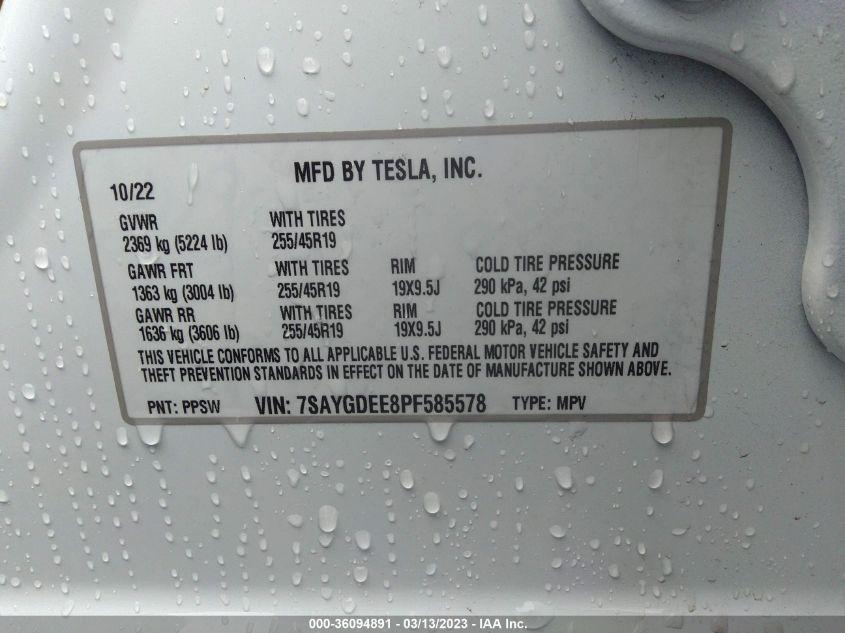 MFD BY TESLA, INC.
10/22
GVWR WITH TIRES
2369 kg (5224 lb) 255/45R19
GAWR FRT WITH TIRES RIM COLD TIRE PRESSURE
1363 kg (3004 lb) 255/45R19 19X9.5J 290 kPa, 42 psi
GAWR RR WITH TIRES RIM COLD TIRE PRESSURE
1636 kg (3606 lb) 255/45R19 19X9.5J 290 kPa, 42 psi
THIS VEHICLE CONFORMS TO ALL APPLICABLE U.S. FEDERAL MOTOR VEHICLE SAFETY AND
THEFT PREVENTION STANDARDS IN EFFECT ON THE DATE OF MANUFACTURE SHOWN ABOVE.
PNT: PPSW VIN: 7SAYGDEE8PF585578 TYPE: MPV
000-36094891 - 03/13/2023 - IAA Inc.